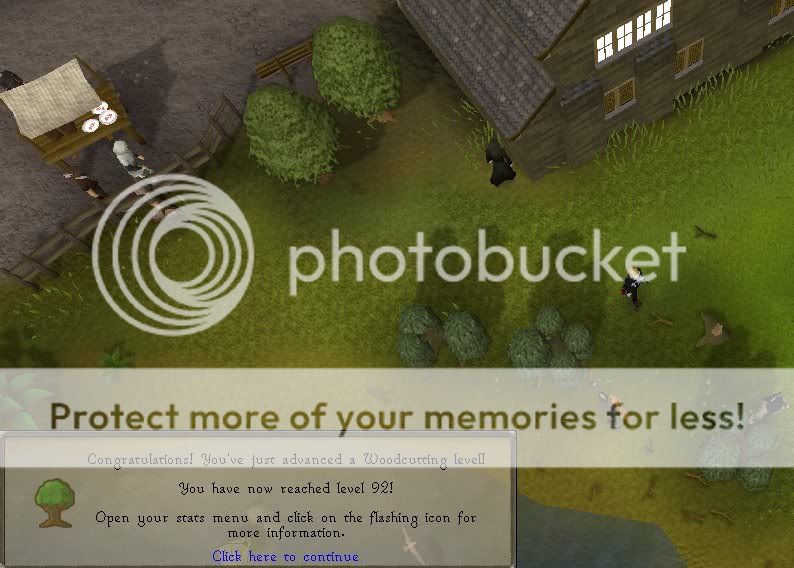 photobucket
Protect more of your memories for less!
Congratulations! You've just advanced a Woodcutting level!
You have now reached level 92!
Open your stats menu and click on the flashing icon for
more information.
Click here to continue